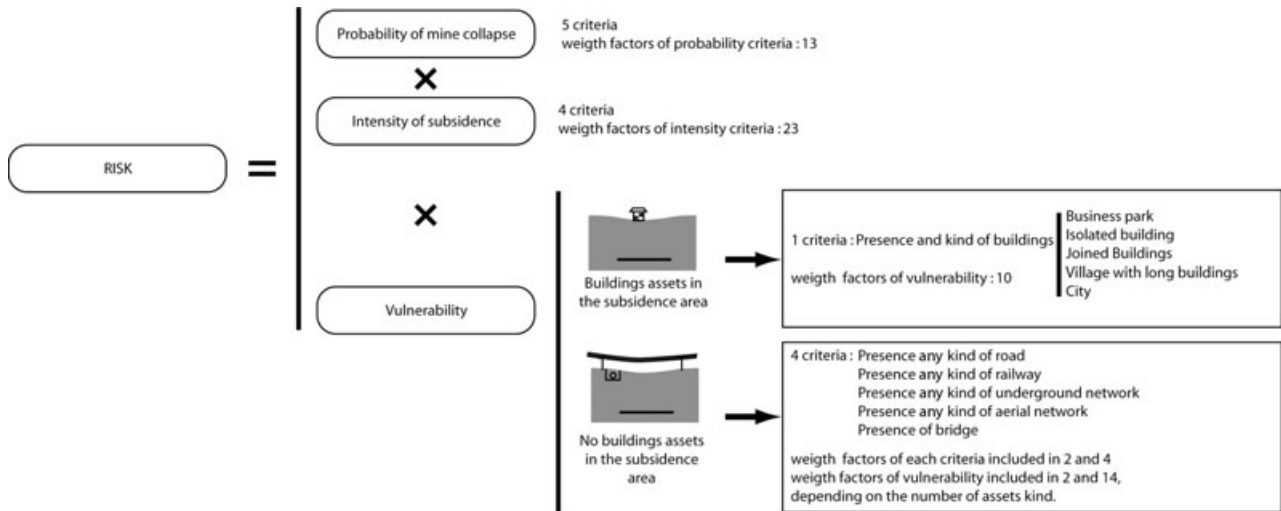 RISK
=
Probability of mine collapse
5 criteria
weigth factors of probability criteria : 13
×
Intensity of subsidence
4 criteria
weigth factors of intensity criteria : 23
×
Vulnerability
Buildings assets in
the subsidence area
1 criteria : Presence and kind of buildings
weigth factors of vulnerability : 10
Business park
Isolated building
Joined Buildings
Village with long buildings
City
No buildings assets
in the subsidence
area
4 criteria : Presence any kind of road
Presence any kind of railway
Presence any kind of underground network
Presence any kind of aerial network
Presence of bridge
weigth factors of each criteria included in 2 and 4
weigth factors of vulnerability included in 2 and 14,
depending on the number of assets kind.